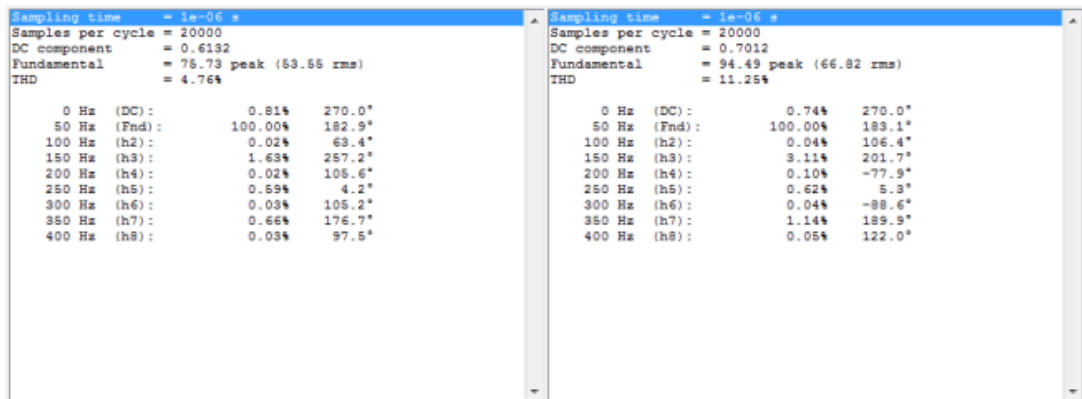 Sampling time = 1e-06 s
Samples per cycle = 20000
DC component = 0.6132
Fundamental = 75.73 peak (53.55 rms)
THD = 4.76%
0 Hz (DC): 0.81% 270.0°
50 Hz (Fnd): 100.00% 182.9°
100 Hz (h2): 0.02% 63.4°
150 Hz (h3): 1.63% 257.2°
200 Hz (h4): 0.02% 105.6°
250 Hz (h5): 0.59% 4.2°
300 Hz (h6): 0.03% 105.2°
350 Hz (h7): 0.66% 176.7°
400 Hz (h8): 0.03% 97.5°
Sampling time = 1e-06 s
Samples per cycle = 20000
DC component = 0.7012
Fundamental = 94.49 peak (66.82 rms)
THD = 11.25%
0 Hz (DC): 0.74% 270.0°
50 Hz (Fnd): 100.00% 183.1°
100 Hz (h2): 0.04% 106.4°
150 Hz (h3): 3.11% 201.7°
200 Hz (h4): 0.10% -77.9°
250 Hz (h5): 0.62% 5.3°
300 Hz (h6): 0.04% -88.6°
350 Hz (h7): 1.14% 189.9°
400 Hz (h8): 0.05% 122.0°